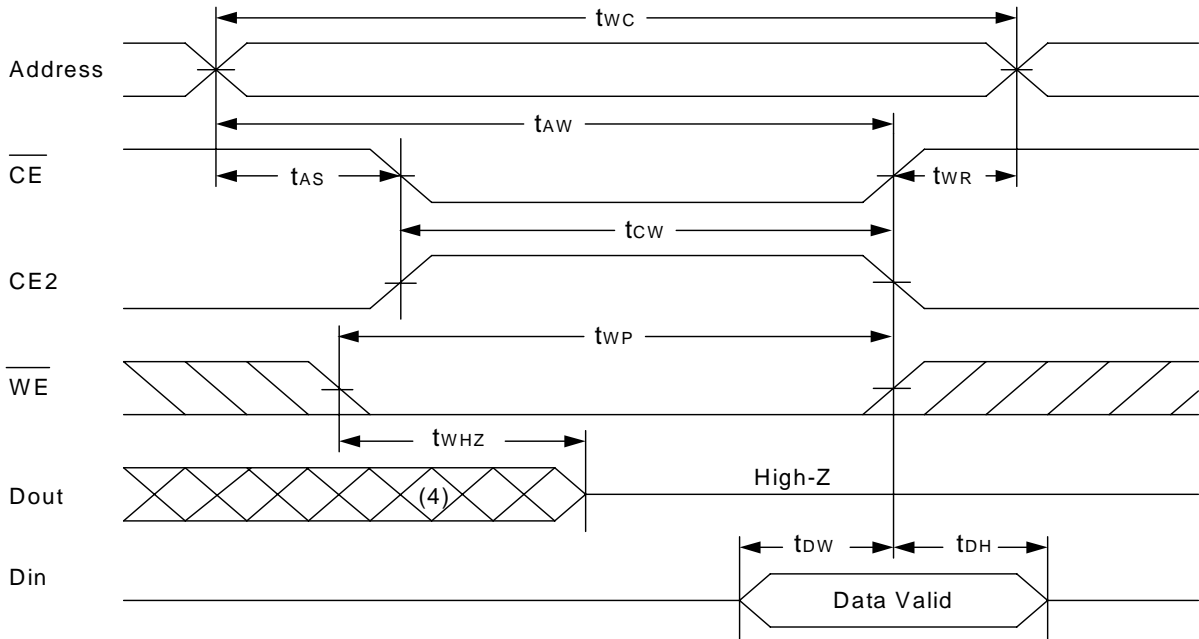 tWC
Address
tAW
CE
tAS
tWR
tCW
CE2
tWP
WE
tWHZ
Dout
(4)
High-Z
tDW
tDH
Din
Data Valid